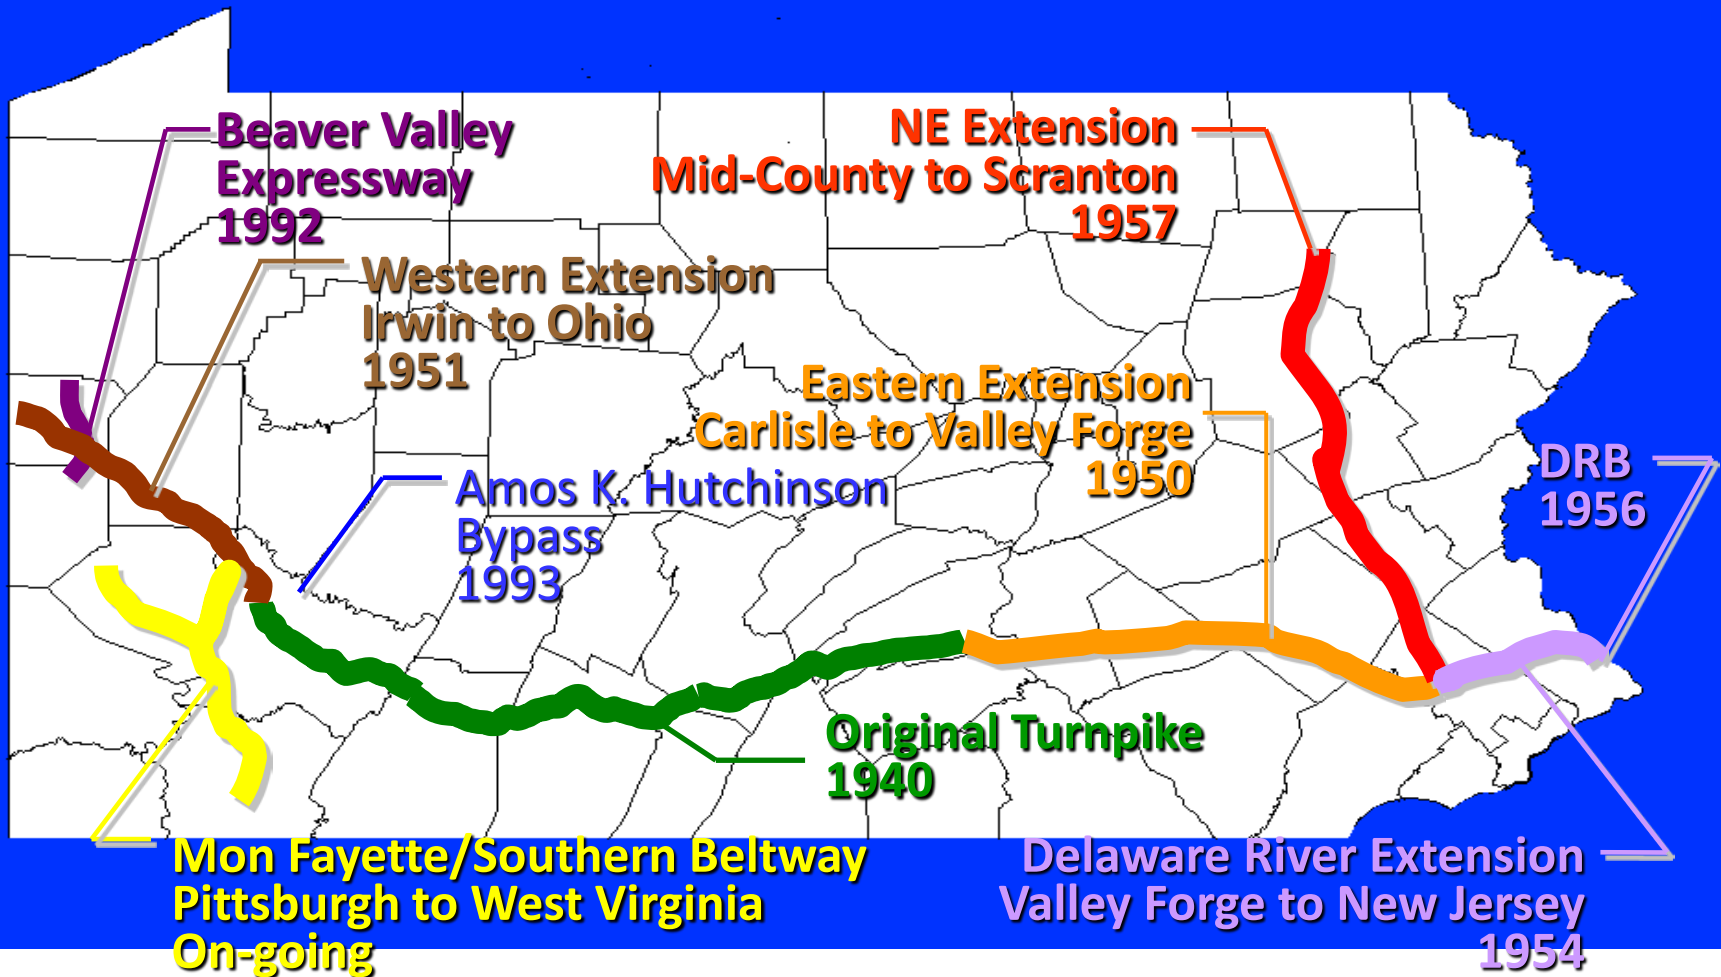 Beaver Valley
Expressway
1992
NE Extension
Mid-County to Scranton
1957
Western Extension
Irwin to Ohio
1951
Eastern Extension
Carlisle to Valley Forge
1950
DRB
1956
Amos K. Hutchinson
Bypass
1993
Original Turnpike
1940
Mon Fayette/Southern Beltway
Pittsburgh to West Virginia
On-going
Delaware River Extension
Valley Forge to New Jersey
1954